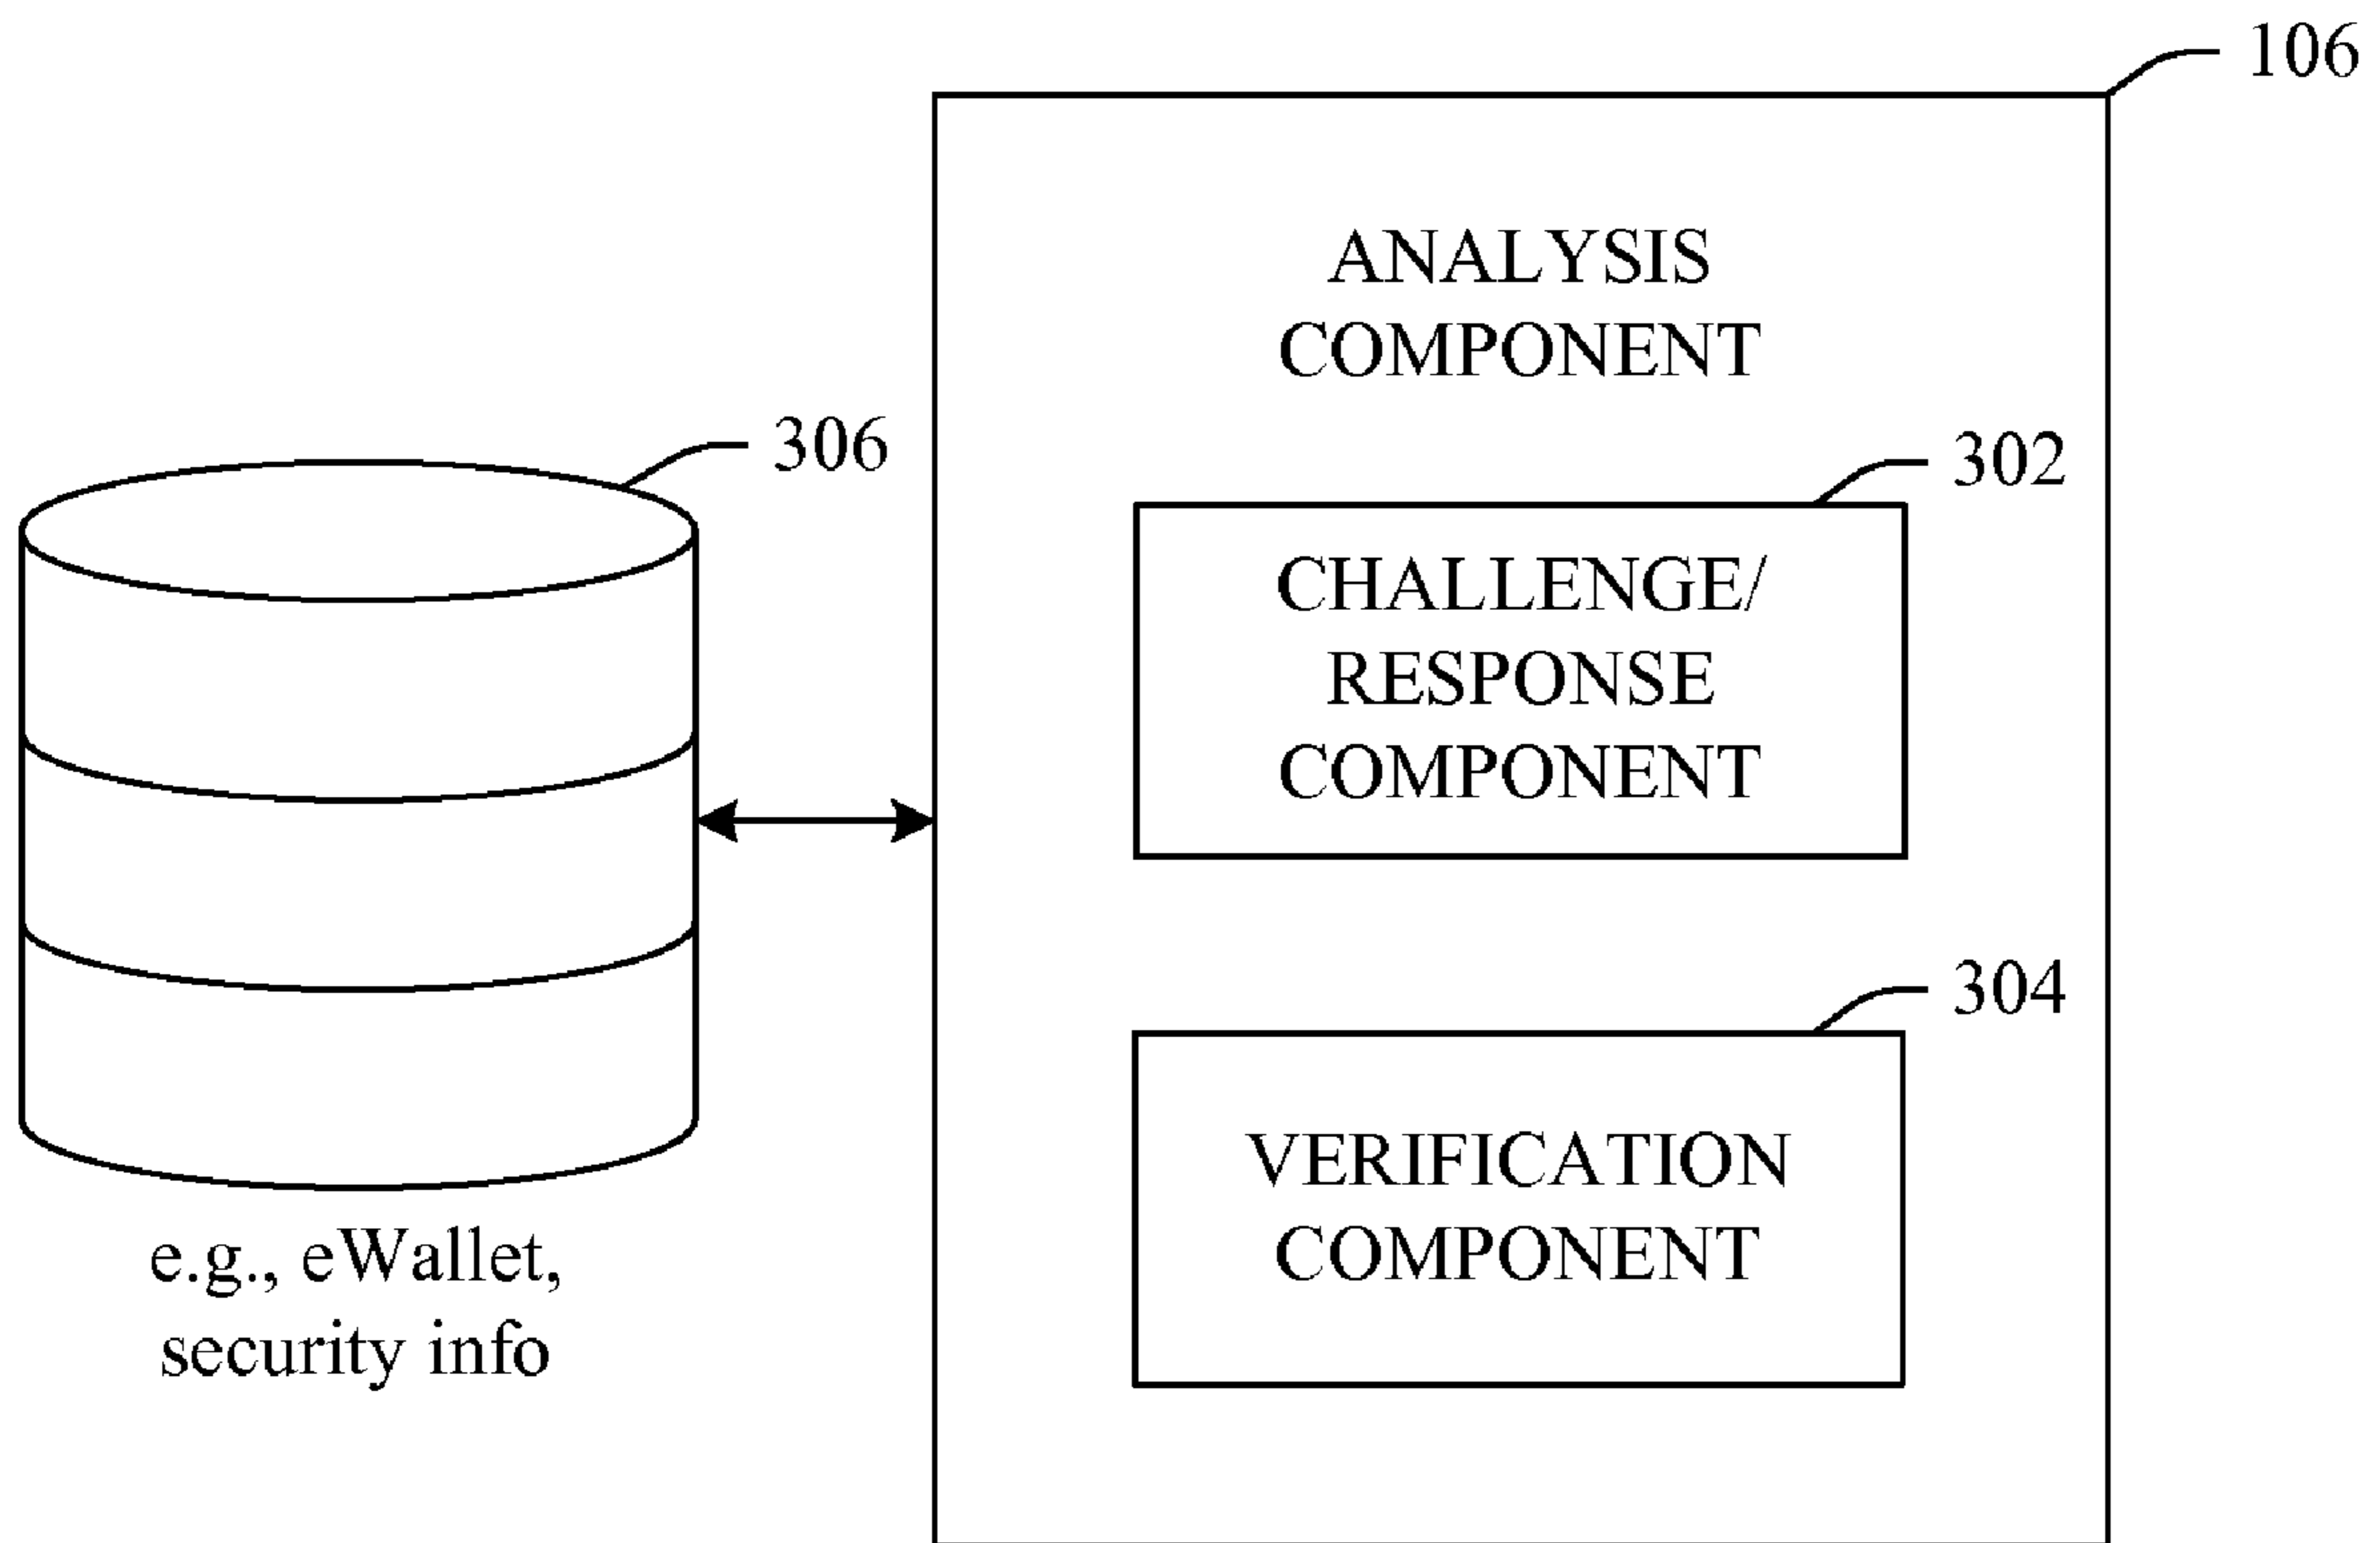 106
ANALYSIS
COMPONENT
306
302
CHALLENGE/
RESPONSE
COMPONENT
304
VERIFICATION
COMPONENT
e.g., eWallet,
security info